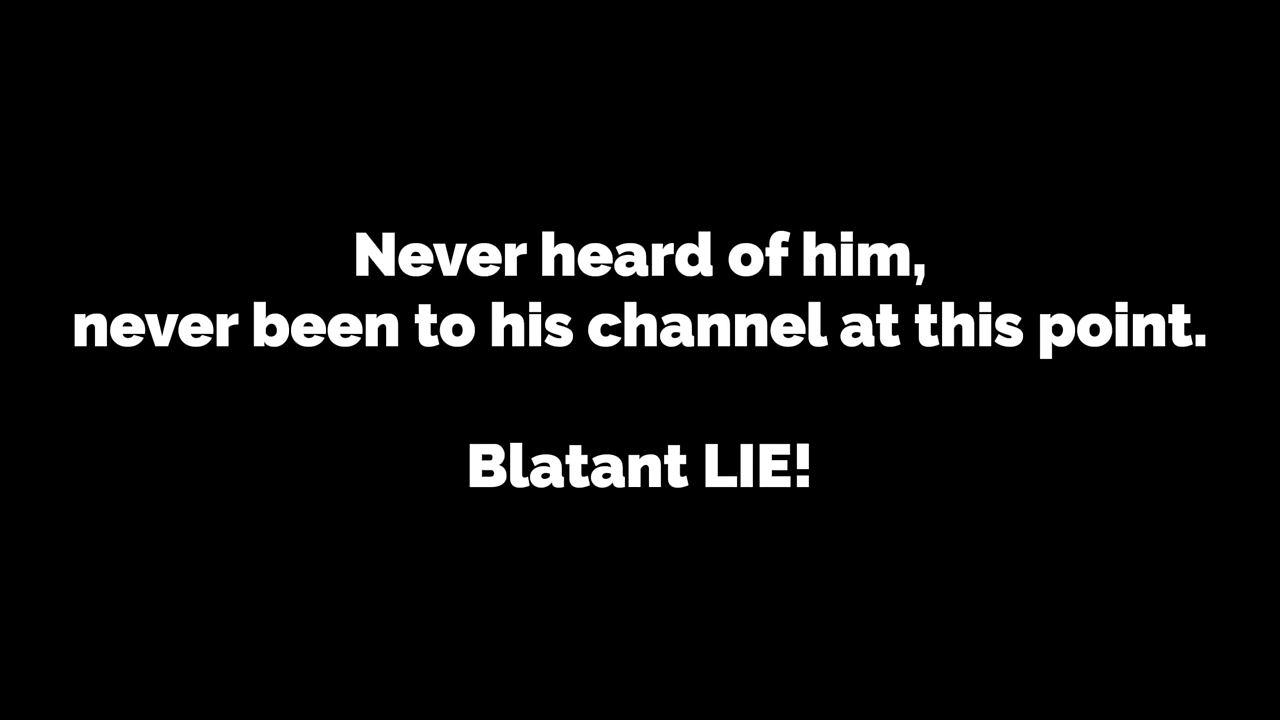 Never heard of him,
never been to his channel at this point.
Blatant LIE!